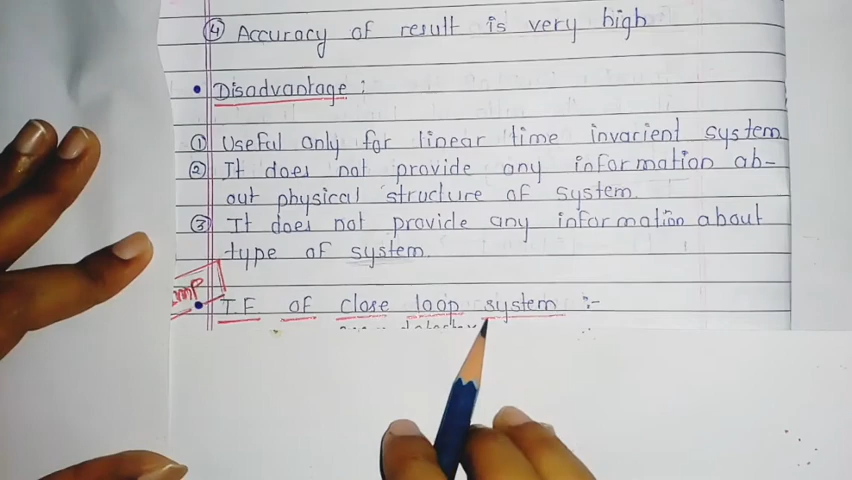 ④ Accuracy of result is very high
• Disadvantage :
① Useful only for linear time invarient system
② It does not provide any information ab-
out physical structure of system.
③ It does not provide any information about
type of system.
Imp
• T.F of close loop system :-